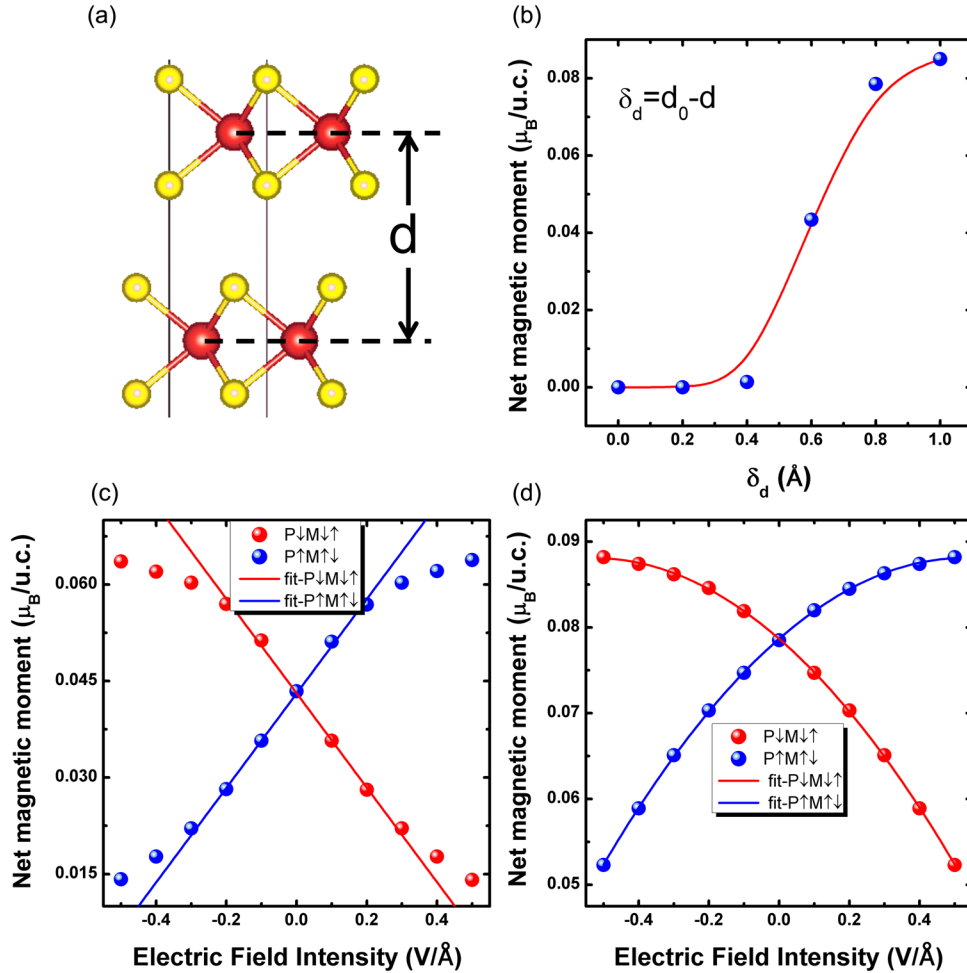 (a)
d
(b)
δd=d0-d
Net magnetic moment (μB/u.c.)
0.08
0.06
0.04
0.02
0.00
0.0 0.2 0.4 0.6 0.8 1.0
δd (Å)
(c)
P↓M↓↑
P↑M↑↓
fit-P↓M↓↑
fit-P↑M↑↓
Net magnetic moment (μB/u.c.)
0.060
0.045
0.030
0.015
-0.4 -0.2 0.0 0.2 0.4
Electric Field Intensity (V/Å)
(d)
Net magnetic moment (μB/u.c.)
0.09
0.08
0.07
0.06
0.05
P↓M↓↑
P↑M↑↓
fit-P↓M↓↑
fit-P↑M↑↓
-0.4 -0.2 0.0 0.2 0.4
Electric Field Intensity (V/Å)